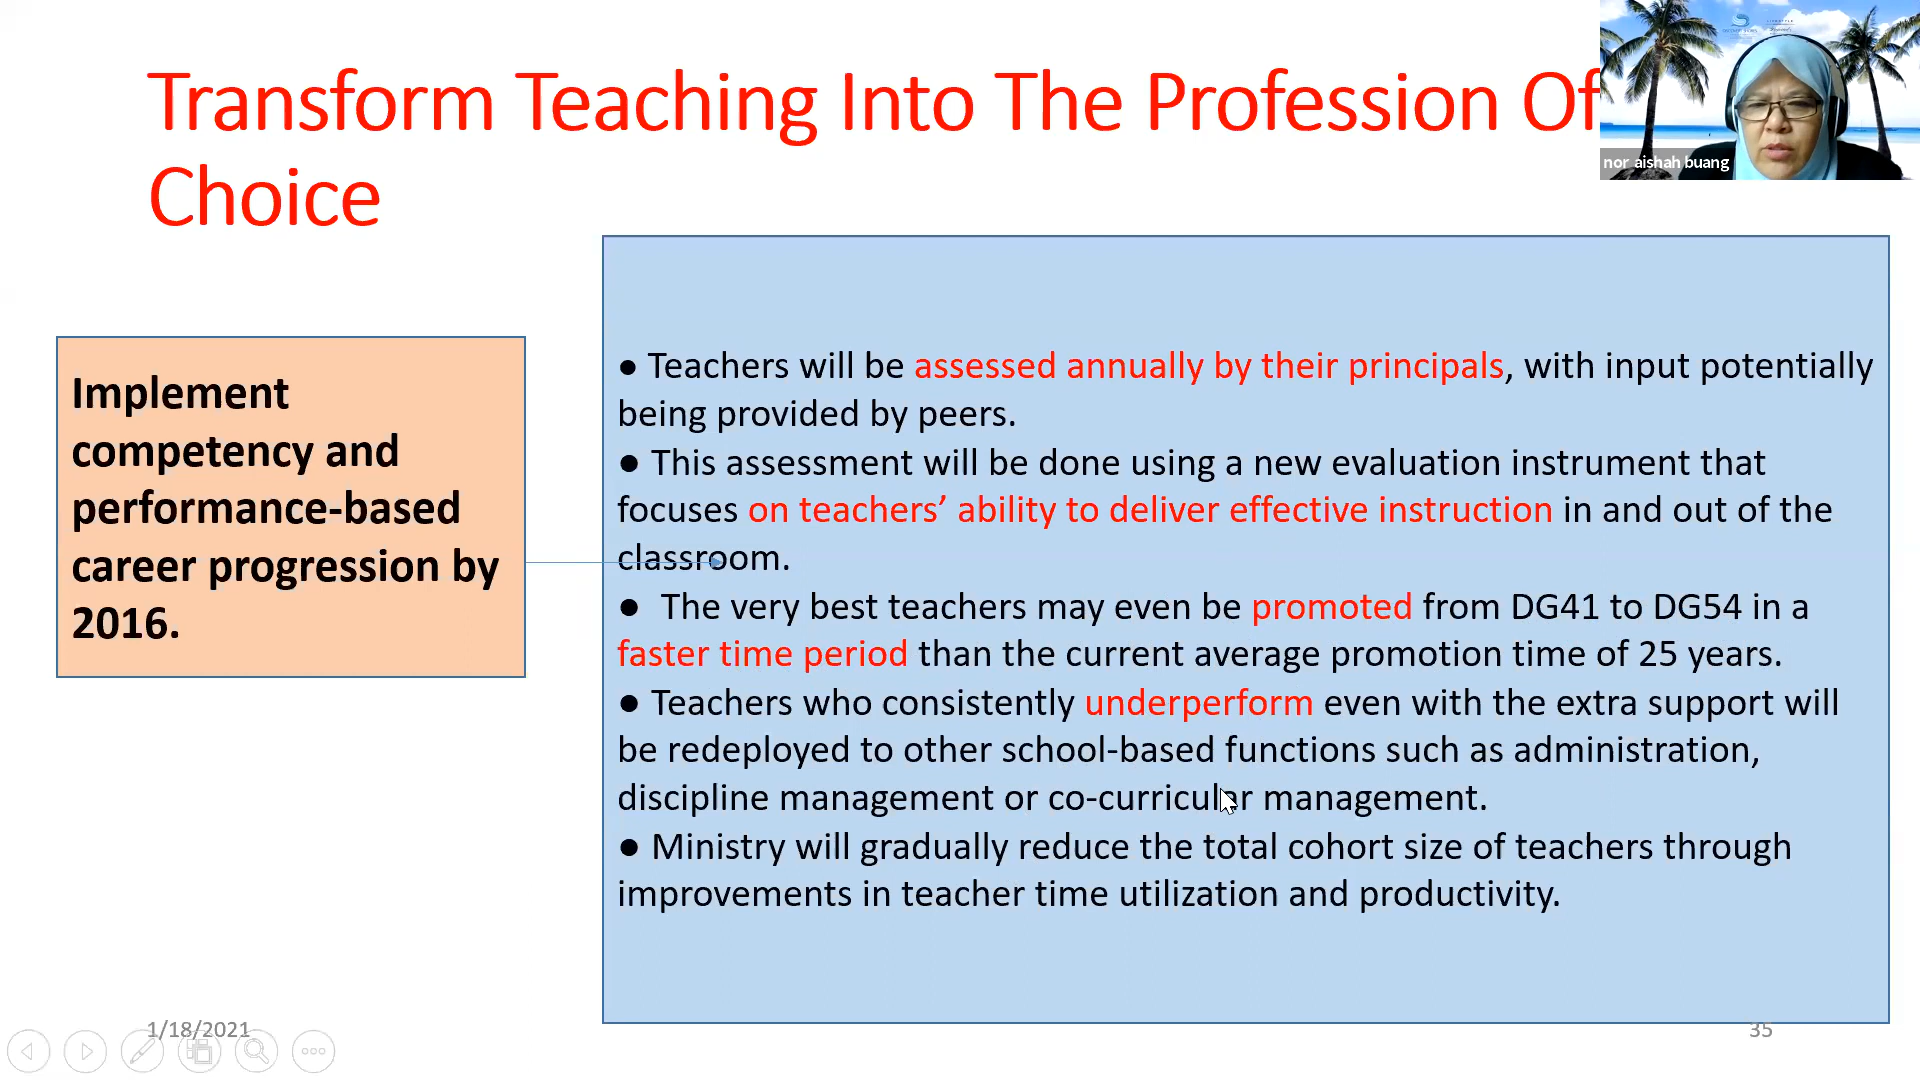 Transform Teaching Into The Profession Of
Choice
nor aishah buang
Implement
competency and
performance-based
career progression by
2016.
● Teachers will be assessed annually by their principals, with input potentially
being provided by peers.
● This assessment will be done using a new evaluation instrument that
focuses on teachers’ ability to deliver effective instruction in and out of the
classroom.
● The very best teachers may even be promoted from DG41 to DG54 in a
faster time period than the current average promotion time of 25 years.
● Teachers who consistently underperform even with the extra support will
be redeployed to other school-based functions such as administration,
discipline management or co-curricular management.
● Ministry will gradually reduce the total cohort size of teachers through
improvements in teacher time utilization and productivity.
1/18/2021
35